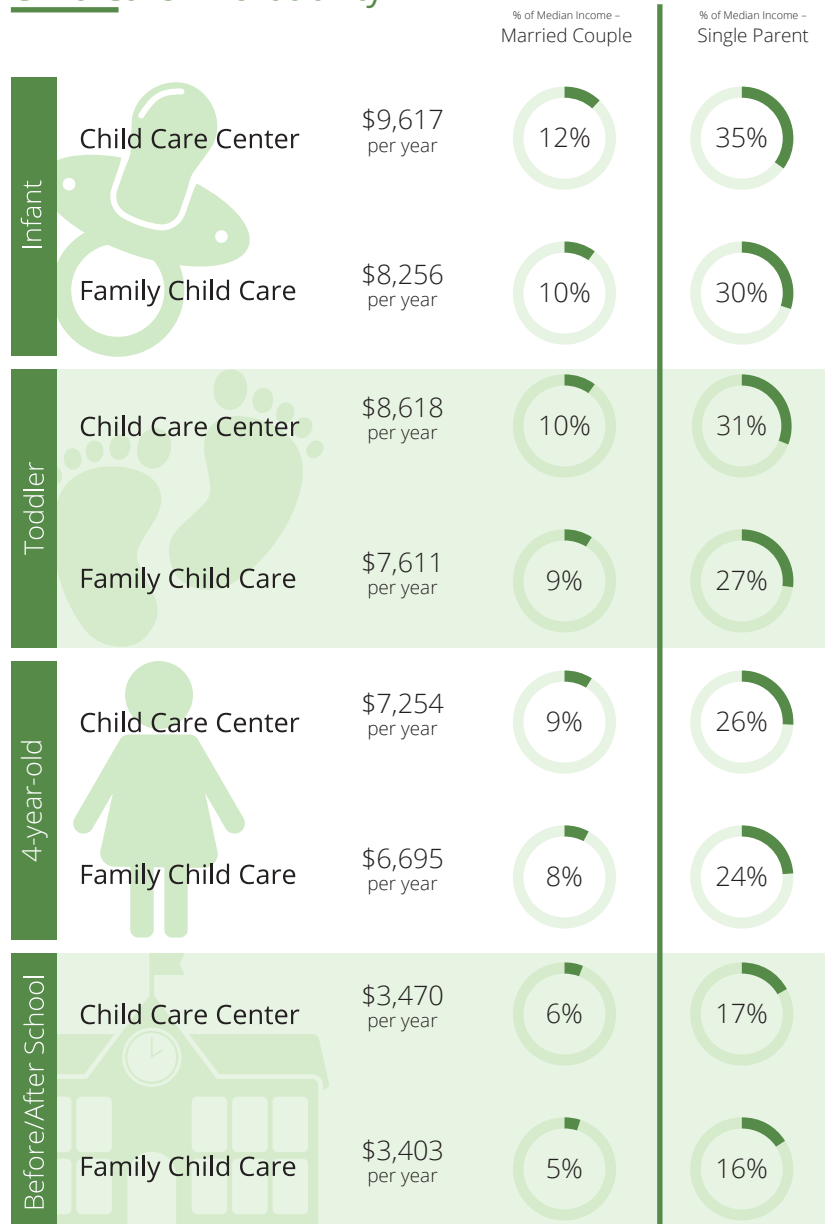 % of Median Income –
Married Couple
% of Median Income –
Single Parent
Infant
Child Care Center
$9,617
per year
12%
35%
Family Child Care
$8,256
per year
10%
30%
Toddler
Child Care Center
$8,618
per year
10%
31%
Family Child Care
$7,611
per year
9%
27%
4-year-old
Child Care Center
$7,254
per year
9%
26%
Family Child Care
$6,695
per year
8%
24%
Before/After School
Child Care Center
$3,470
per year
6%
17%
Family Child Care
$3,403
per year
5%
16%